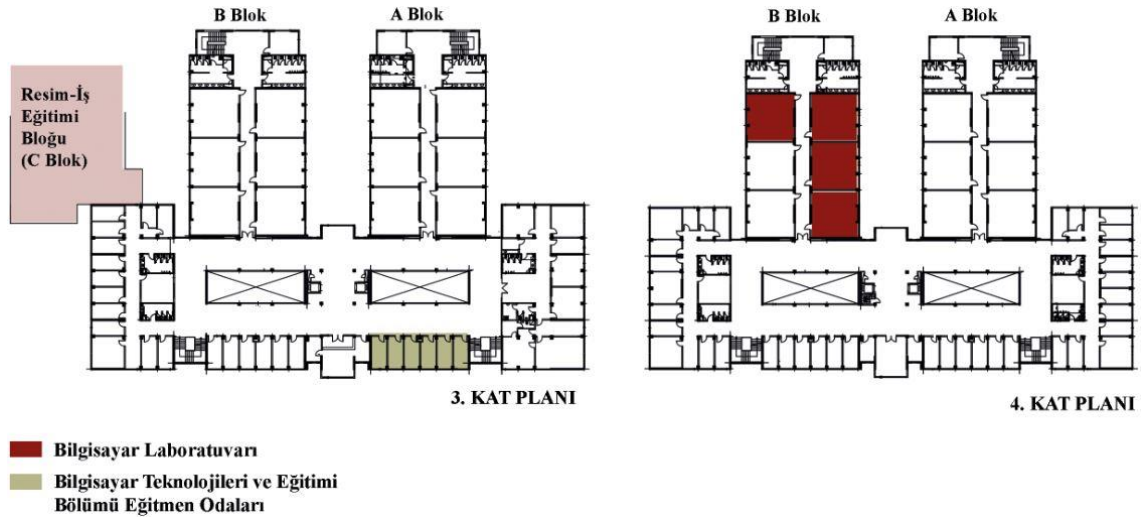 B Blok
A Blok
B Blok
A Blok
Resim-İş
Eğitimi
Bloğu
(C Blok)
3. KAT PLANI
4. KAT PLANI
Bilgisayar Laboratuvarı
Bilgisayar Teknolojileri ve Eğitimi
Bölümü Eğitmen Odaları